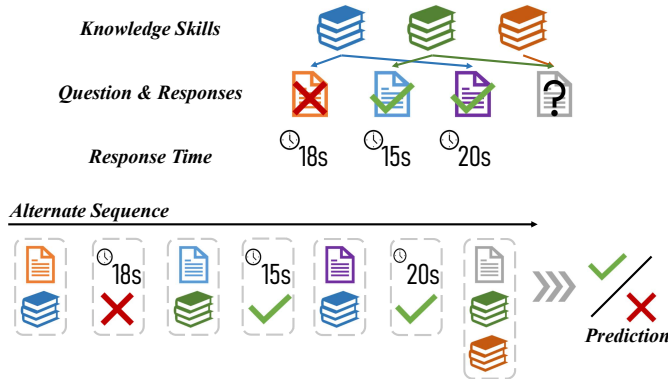 Knowledge Skills
Question & Responses
?
Response Time
18s
15s
20s
Alternate Sequence
18s
15s
20s
Prediction